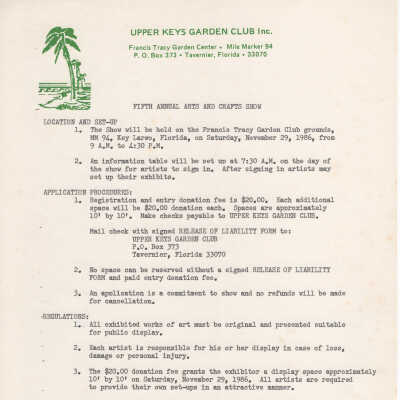 UPPER KEYS GARDEN CLUB Inc.
Francis Tracy Garden Center • Mile Marker 94
P. O. Box 373 • Tavernier, Florida • 33070
FIFTH ANNUAL ARTS AND CRAFTS SHOW
LOCATION AND SET-UP
1. The Show will be held on the Francis Tracy Garden Club grounds,
MM 94, Key Largo, Florida, on Saturday, November 29, 1986, from
9 A.M. to 4:30 P.M.
2. An information table will be set up at 7:30 A.M. on the day of
the show for artists to sign in. After signing in artists may
set up their exhibits.
APPLICATION PROCEDURES:
1. Registration and entry donation fee is $20.00. Each additional
space will be $20.00 donation each. Spaces are approximately
10' by 10'. Make checks payable to UPPER KEYS GARDEN CLUB.
Mail check with signed RELEASE OF LIABILITY FORM to:
UPPER KEYS GARDEN CLUB
P.O. Box 373
Tavernier, Florida 33070
2. No space can be reserved without a signed RELEASE OF LIABILITY
FORM and paid entry donation fee.
3. An application is a commitment to show and no refunds will be made
for cancellation.
REGULATIONS:
1. All exhibited works of art must be original and presented suitable
for public display.
2. Each artist is responsible for his or her display in case of loss,
damage or personal injury.
3. The $20.00 donation fee grants the exhibitor a display space approximately
10' by 10' on Saturday, November 29, 1986. All artists are required
to provide their own set-ups in an attractive manner.